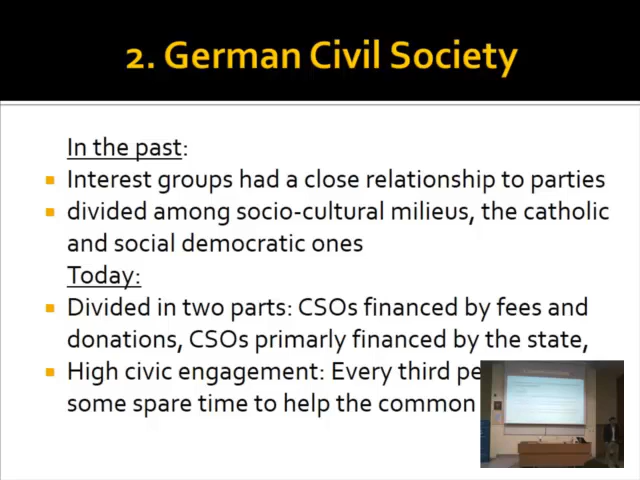 2. German Civil Society
In the past:
Interest groups had a close relationship to parties
divided among socio-cultural milieus, the catholic
and social democratic ones
Today:
Divided in two parts: CSOs financed by fees and
donations, CSOs primarily financed by the state,
High civic engagement: Every third
some spare time to help the common